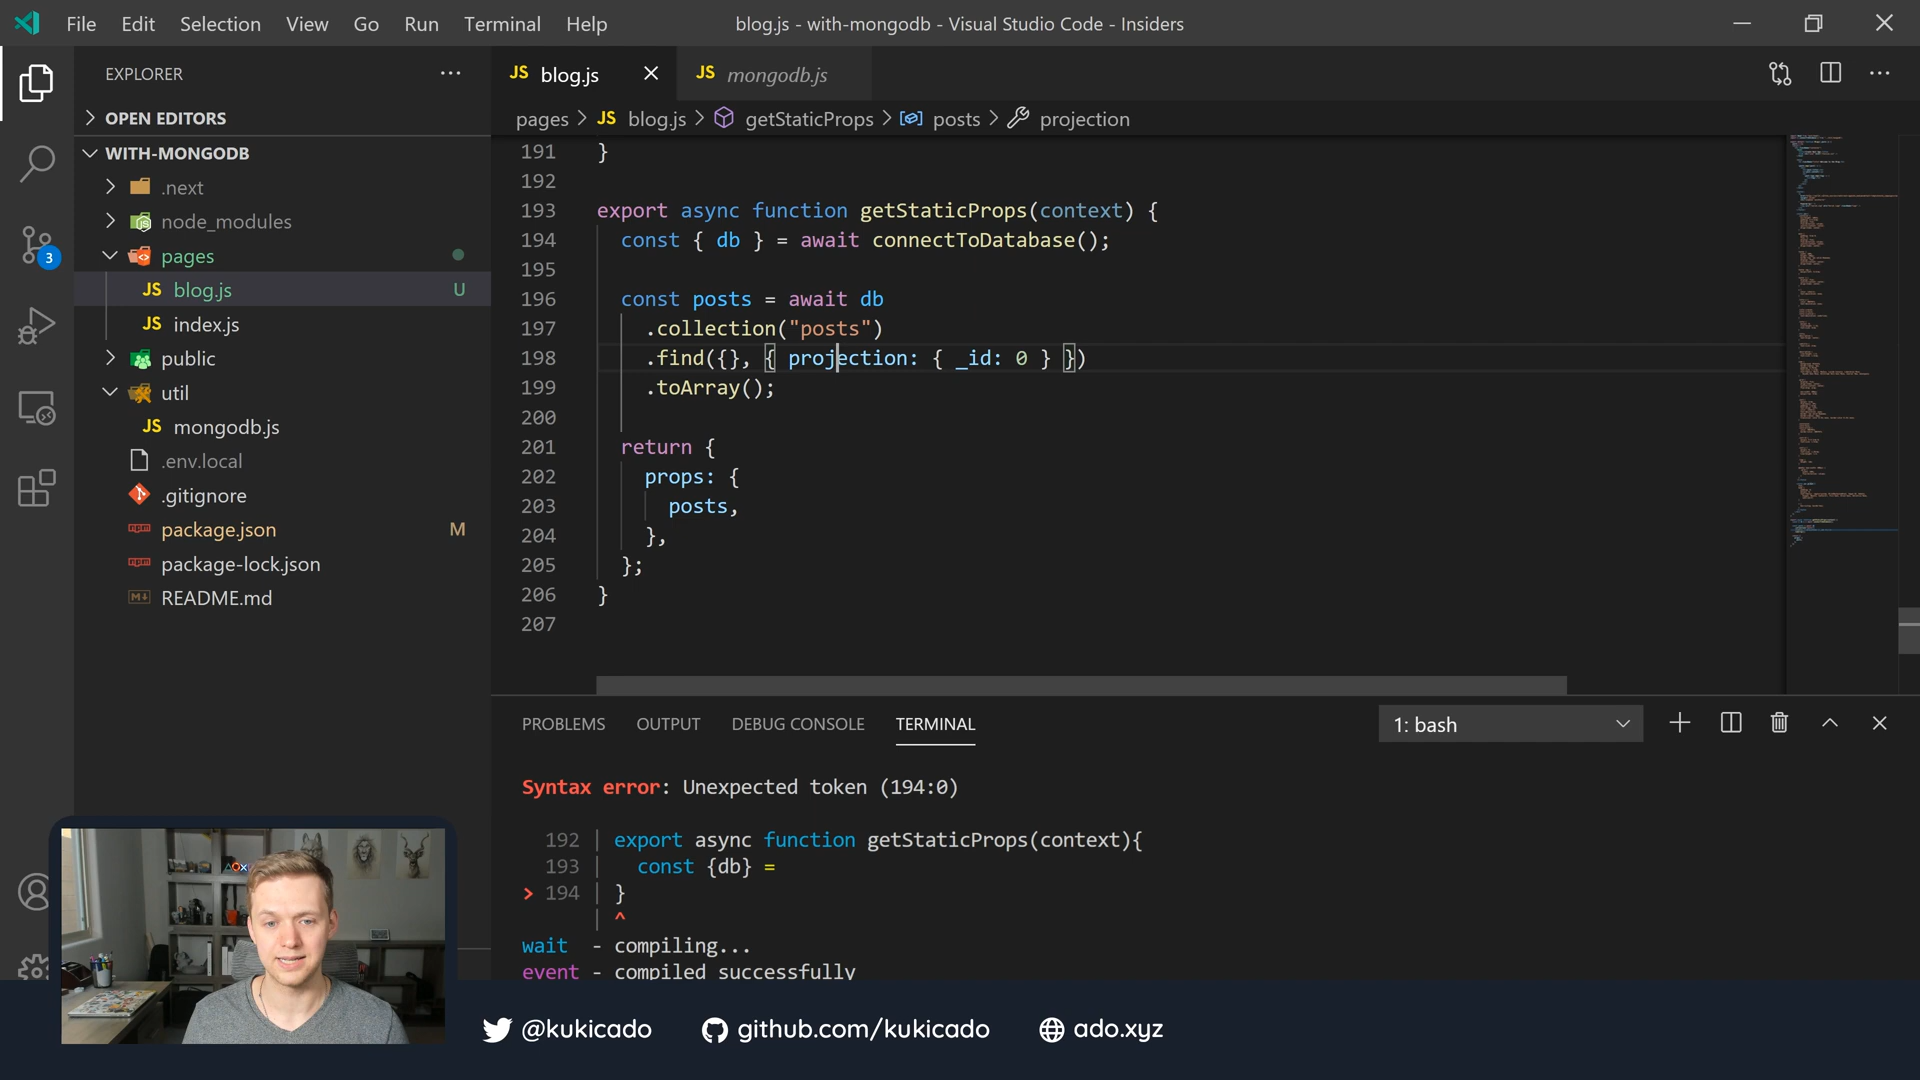 File Edit Selection View Go Run Terminal Help
blog.js - with-mongodb - Visual Studio Code - Insiders
EXPLORER
OPEN EDITORS
WITH-MONGODB
.next
node_modules
pages
JS blog.js U
JS index.js
public
util
JS mongodb.js
.env.local
.gitignore
package.json M
package-lock.json
README.md
3
JS blog.js
JS mongodb.js
pages > JS blog.js > getStaticProps > posts > projection
191 }
192
193 export async function getStaticProps(context) {
194 const { db } = await connectToDatabase();
195
196 const posts = await db
197 .collection("posts")
198 .find({}, { projection: { _id: 0 } })
199 .toArray();
200
201 return {
202 props: {
203 posts,
204 },
205 };
206 }
207
PROBLEMS OUTPUT DEBUG CONSOLE TERMINAL
1: bash
Syntax error: Unexpected token (194:0)
192 | export async function getStaticProps(context){
193 | const {db} =
> 194 | }
| ^
wait - compiling...
event - compiled successfully
@kukicado
github.com/kukicado
ado.xyz